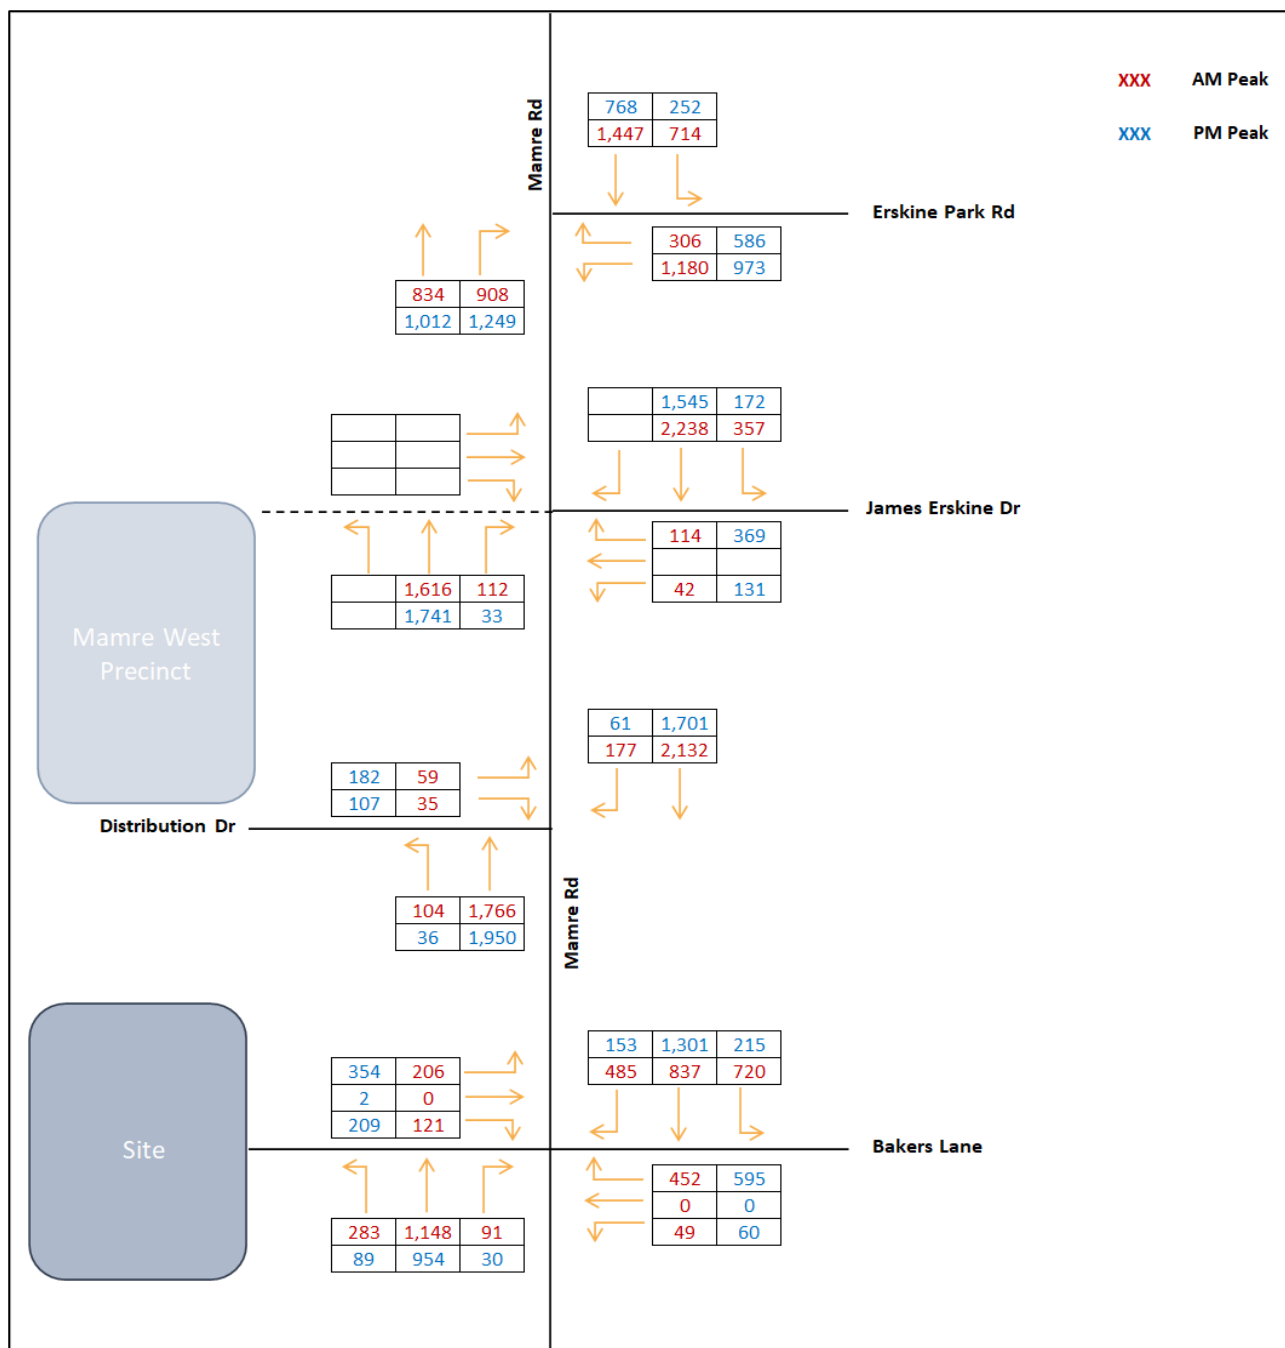 XXX AM Peak
XXX PM Peak
Mamre Rd
768 252
1,447 714
Erskine Park Rd
306 586
1,180 973
834 908
1,012 1,249
1,545 172
2,238 357
James Erskine Dr
114 369
42 131
1,616 112
1,741 33
Mamre West
Precinct
61 1,701
177 2,132
182 59
107 35
Distribution Dr
104 1,766
36 1,950
Mamre Rd
153 1,301 215
485 837 720
354 206
2 0
209 121
Site
Bakers Lane
452 595
0 0
49 60
283 1,148 91
89 954 30